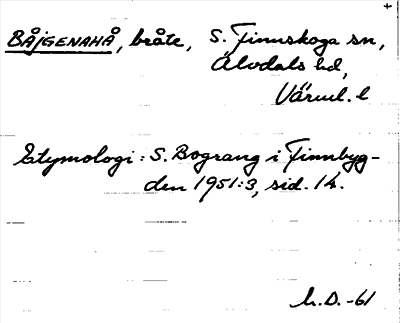 BÅJGENAHÅ, bråte, S. Finnskoga sn,
Älvdals hd,
Värml. l
Etymologi: S. Bograng i Finnbyg-
den 1951:3, sid. 14.
L.D. -61